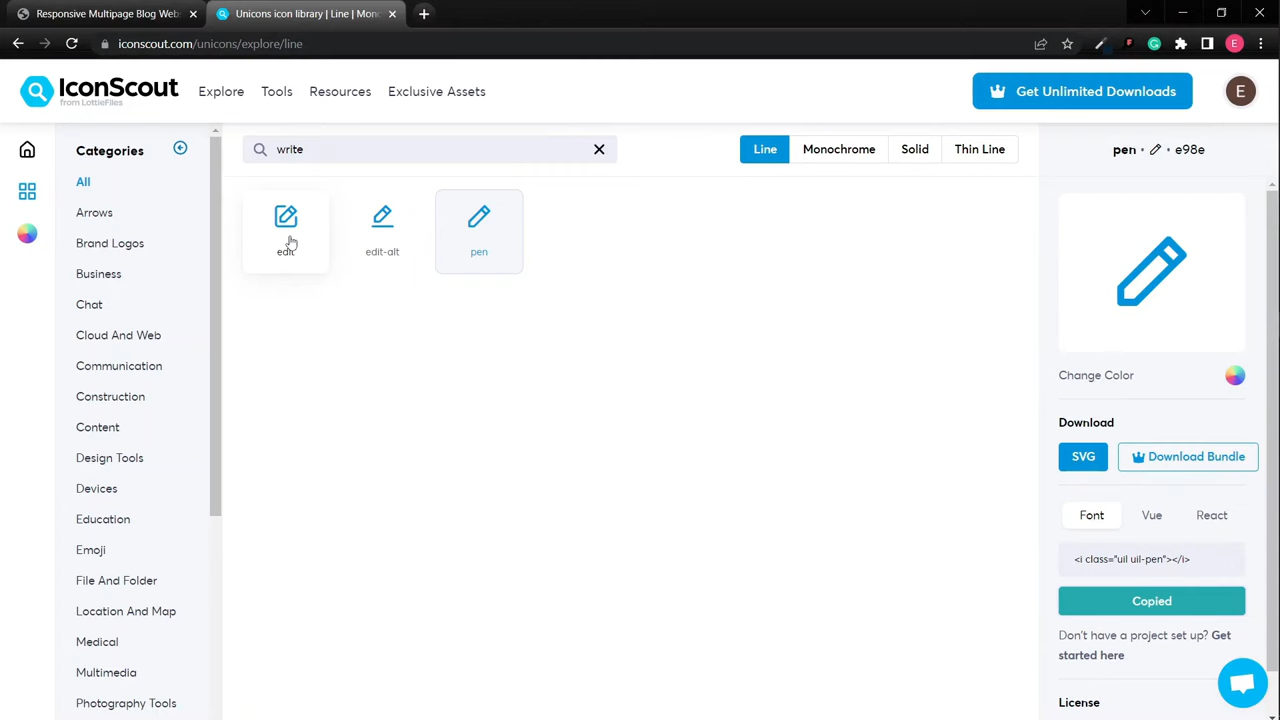 Responsive Multipage Blog Webs
Unicons icon library | Line | Mono
iconscout.com/unicons/explore/line
E
IconScout
from LottieFiles
Explore
Tools
Resources
Exclusive Assets
Get Unlimited Downloads
E
Categories
write
Line
Monochrome
Solid
Thin Line
pen • e98e
All
Arrows
Brand Logos
Business
Chat
Cloud And Web
Communication
Construction
Content
Design Tools
Devices
Education
Emoji
File And Folder
Location And Map
Medical
Multimedia
Photography Tools
edit
edit-alt
pen
Change Color
Download
SVG
Download Bundle
Font
Vue
React
<i class="uil uil-pen"></i>
Copied
Don't have a project set up? Get
started here
License